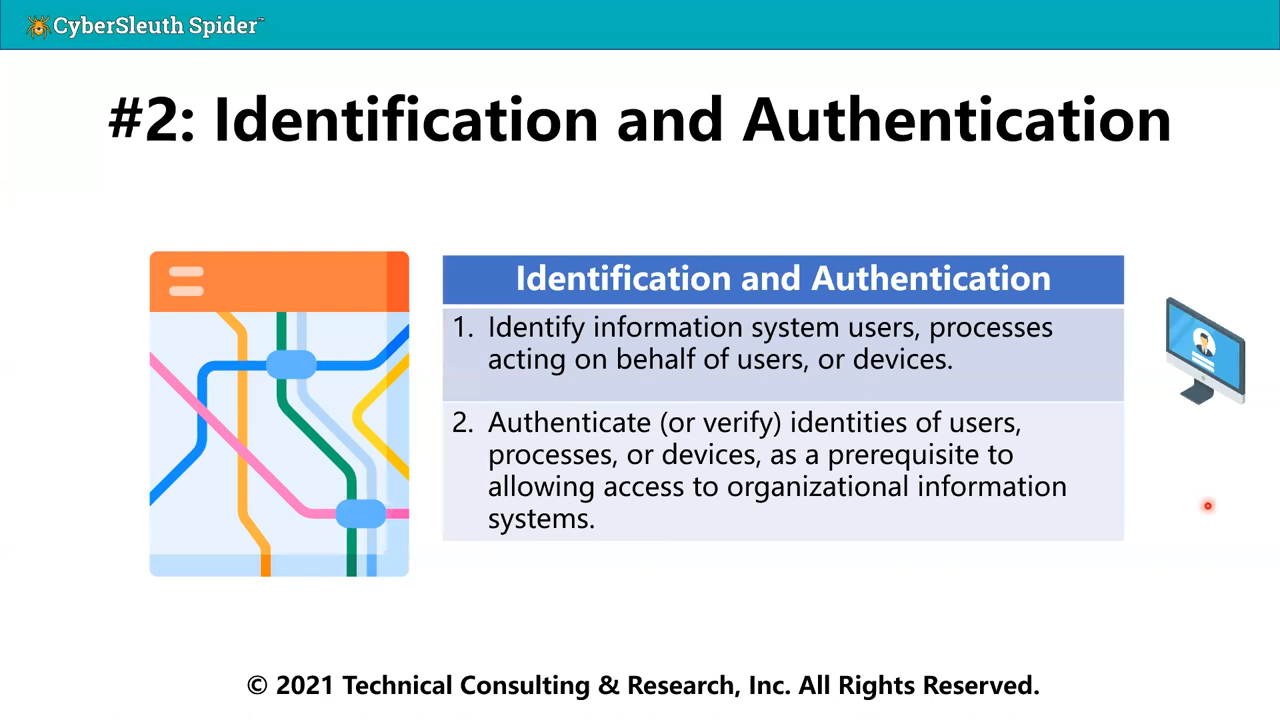 CyberSleuth Spider™
#2: Identification and Authentication
Identification and Authentication
1. Identify information system users, processes
acting on behalf of users, or devices.
2. Authenticate (or verify) identities of users,
processes, or devices, as a prerequisite to
allowing access to organizational information
systems.
© 2021 Technical Consulting & Research, Inc. All Rights Reserved.